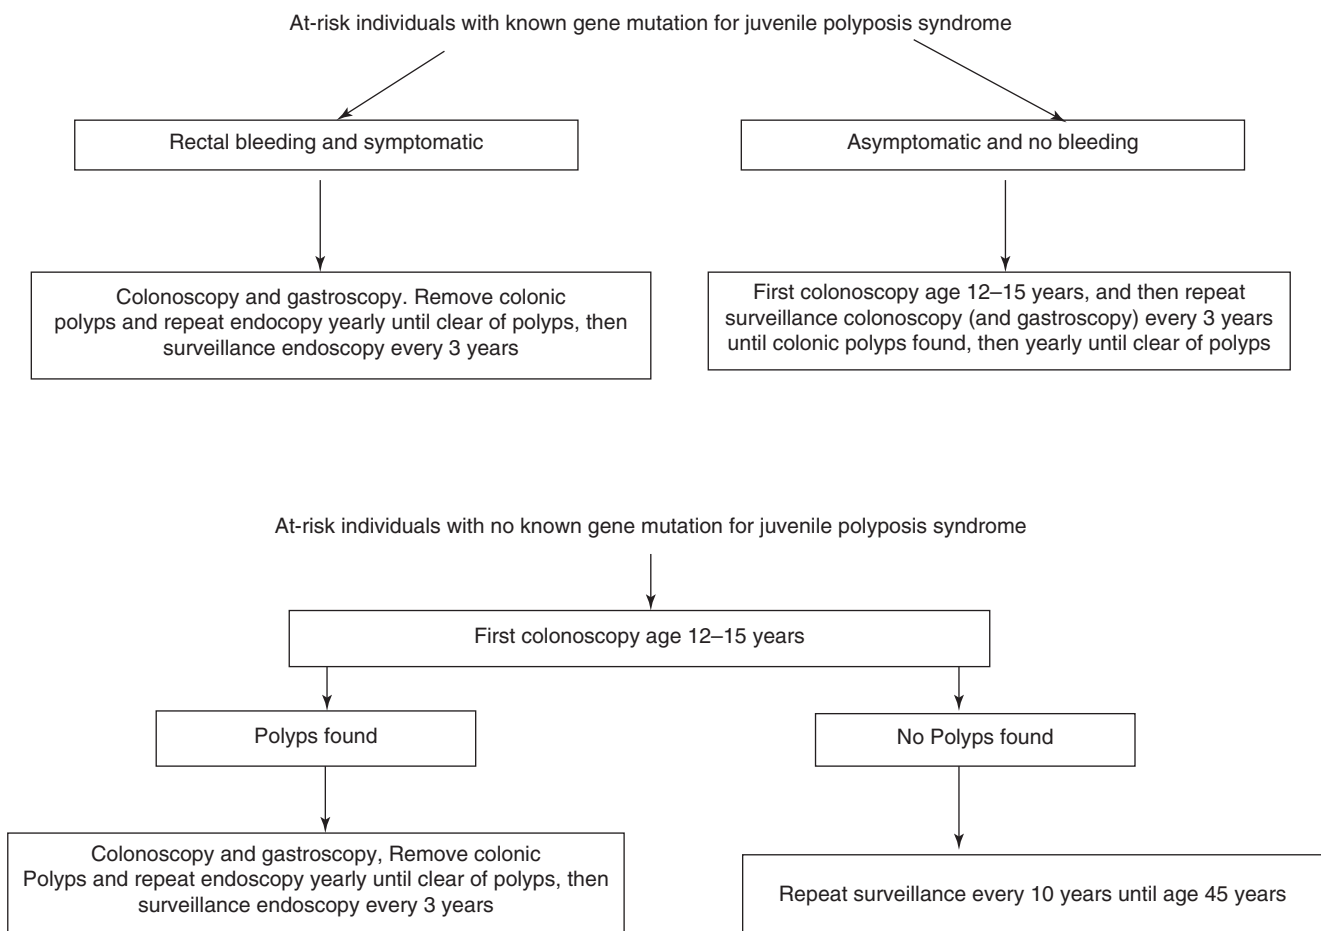 At-risk individuals with known gene mutation for juvenile polyposis syndrome
Rectal bleeding and symptomatic
Asymptomatic and no bleeding
Colonoscopy and gastroscopy. Remove colonic
polyps and repeat endocopy yearly until clear of polyps, then
surveillance endoscopy every 3 years
First colonoscopy age 12–15 years, and then repeat
surveillance colonoscopy (and gastroscopy) every 3 years
until colonic polyps found, then yearly until clear of polyps
At-risk individuals with no known gene mutation for juvenile polyposis syndrome
First colonoscopy age 12–15 years
Polyps found
No Polyps found
Colonoscopy and gastroscopy, Remove colonic
Polyps and repeat endoscopy yearly until clear of polyps, then
surveillance endoscopy every 3 years
Repeat surveillance every 10 years until age 45 years